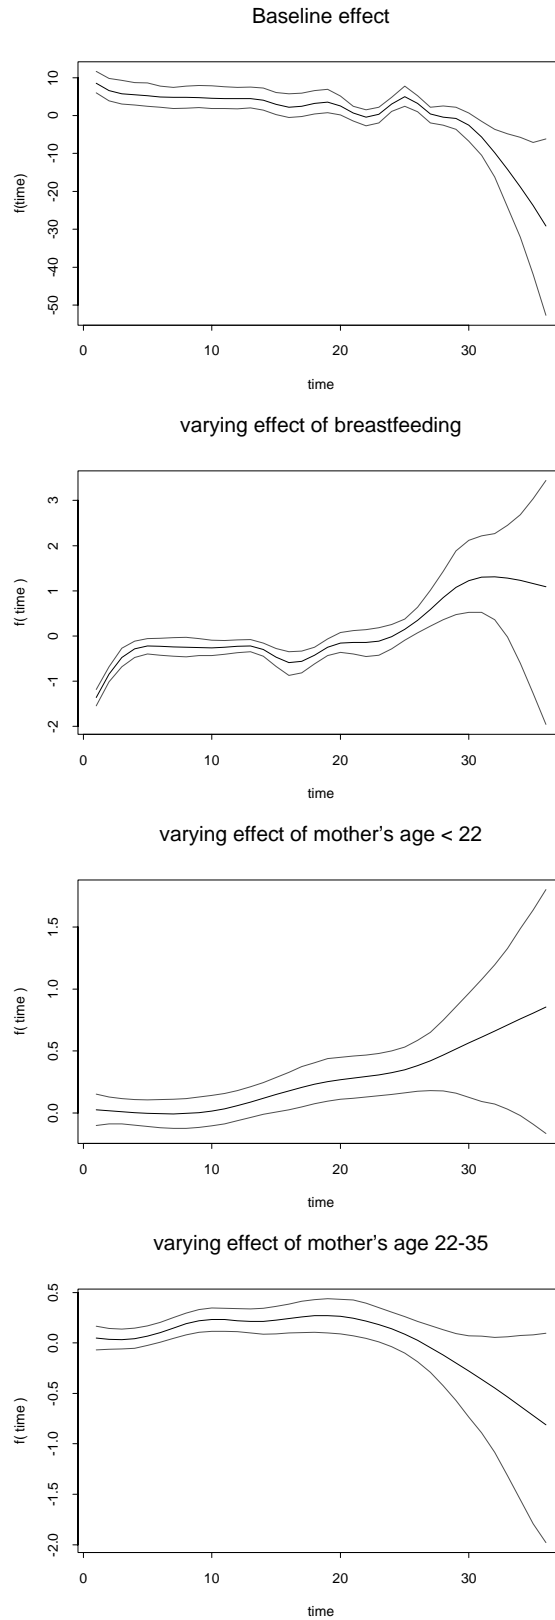 Baseline effect
f(time)
10
0
-10
-20
-30
-40
-50
0 10 20 30
time
varying effect of breastfeeding
f( time )
3
2
1
0
-1
-2
0 10 20 30
time
varying effect of mother's age < 22
f( time )
1.5
1.0
0.5
0.0
0 10 20 30
time
varying effect of mother's age 22-35
f( time )
0.5
0.0
-0.5
-1.0
-1.5
-2.0
0 10 20 30
time